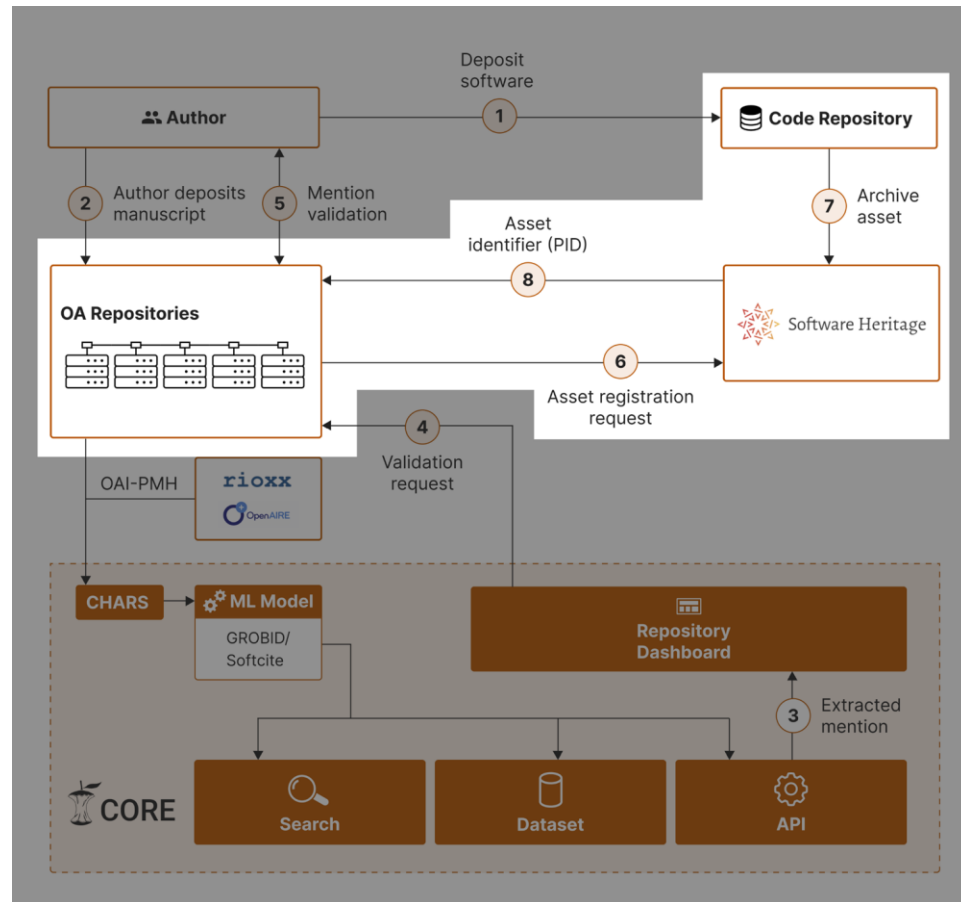 Deposit
software
1
Author
Code Repository
2
Author deposits
manuscript
5
Mention
validation
7
Archive
asset
Asset
identifier (PID)
8
OA Repositories
Software Heritage
6
Asset registration
request
4
Validation
request
OAI-PMH
rioxx
OpenAIRE
CHARS
ML Model
GROBID/
Softcite
Repository
Dashboard
3
Extracted
mention
CORE
Search
Dataset
API